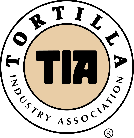 TORTILLA
TIA
INDUSTRY ASSOCIATION
®